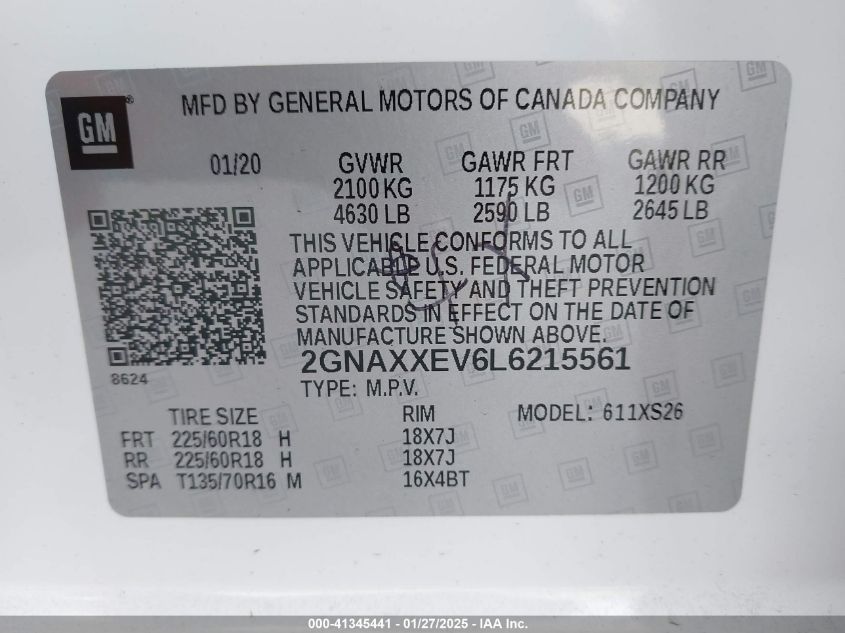 GM
MFD BY GENERAL MOTORS OF CANADA COMPANY
01/20 GVWR GAWR FRT GAWR RR
2100 KG 1175 KG 1200 KG
4630 LB 2590 LB 2645 LB
THIS VEHICLE CONFORMS TO ALL
APPLICABLE U.S. FEDERAL MOTOR
VEHICLE SAFETY AND THEFT PREVENTION
STANDARDS IN EFFECT ON THE DATE OF
MANUFACTURE SHOWN ABOVE.
8624 2GNAXXEV6L6215561
TYPE: M.P.V.
TIRE SIZE RIM MODEL: 611XS26
FRT 225/60R18 H 18X7J
RR 225/60R18 H 18X7J
SPA T135/70R16 M 16X4BT
000-41345441 - 01/27/2025 - IAA Inc.